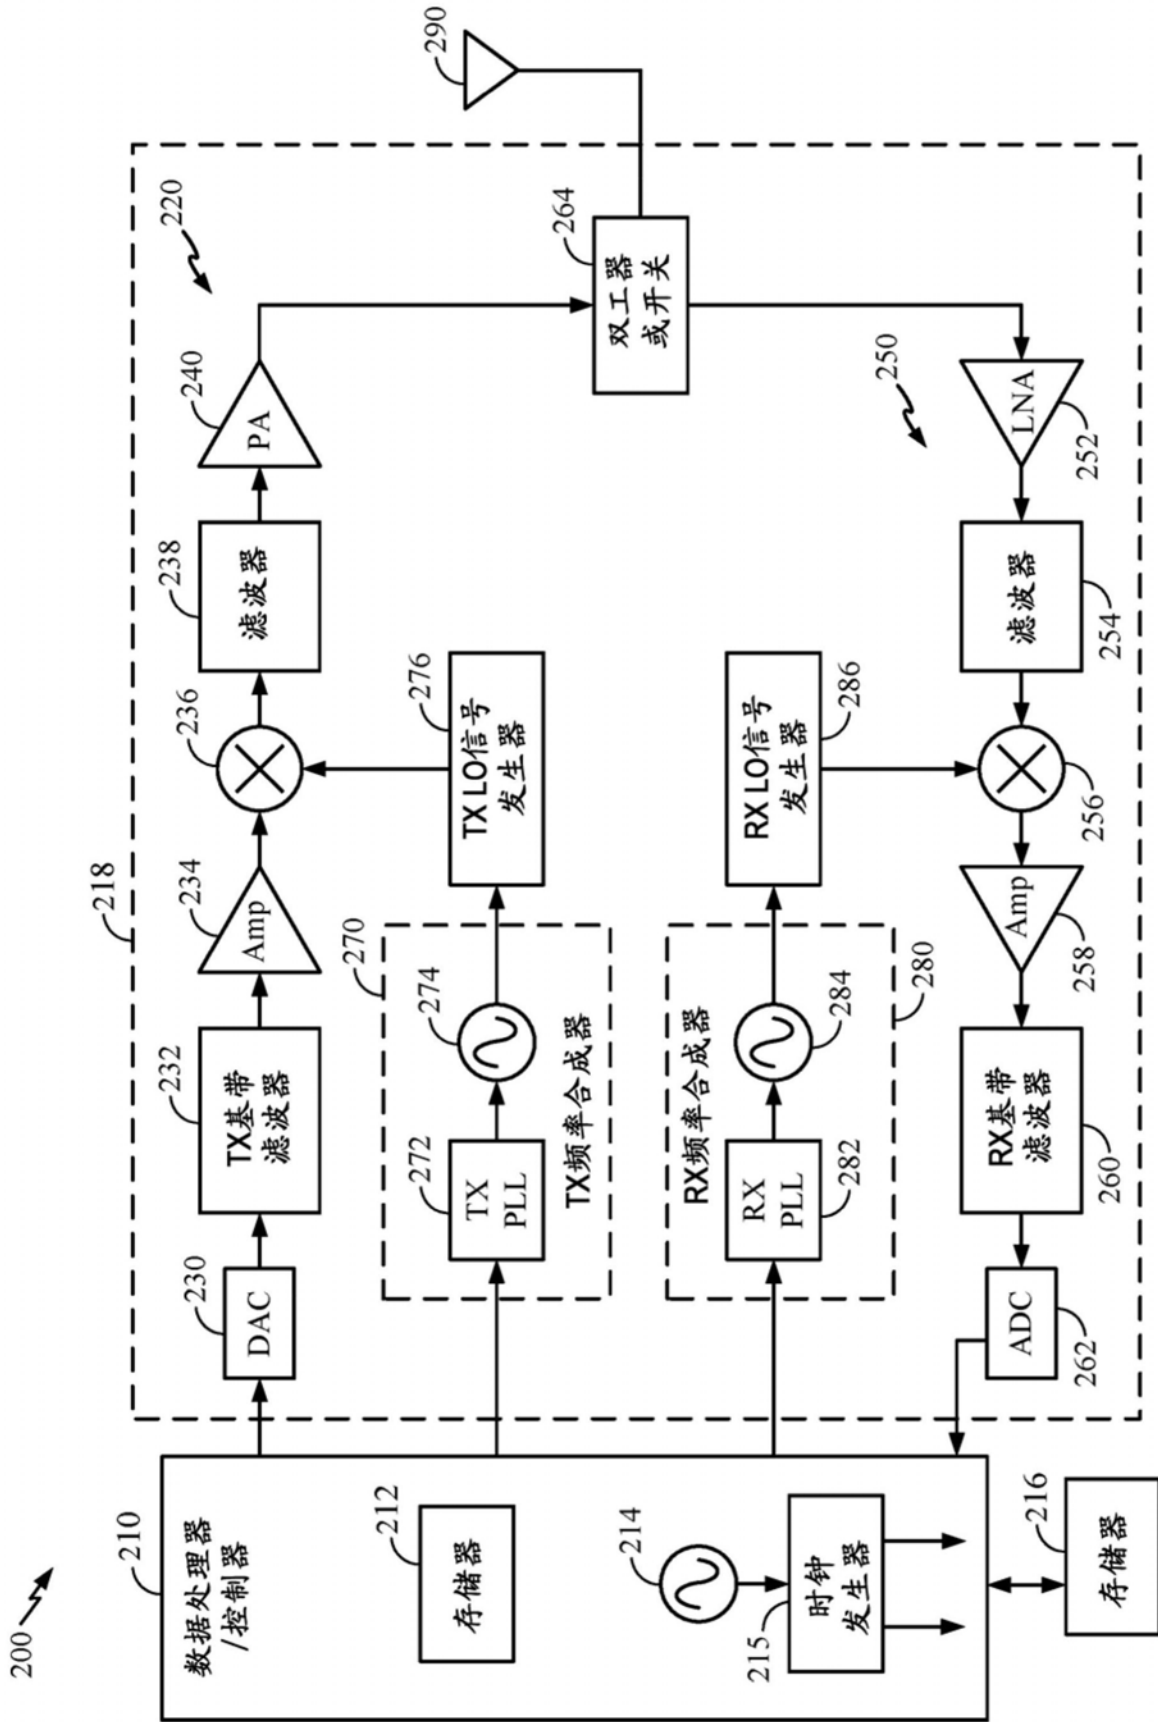 200
210
数据处理器
/控制器
212
存储器
214
215
时钟
发生器
216
存储器
218
220
230
DAC
232
TX基带
滤波器
234
Amp
236
238
滤波器
240
PA
270
272
TX
PLL
274
TX频率合成器
276
TX LO信号
发生器
264
双工器
或开关
290
RX频率合成器
RX
PLL
282
284
280
RX LO信号
发生器
286
250
LNA
252
滤波器
254
256
Amp
258
RX基带
滤波器
260
ADC
262